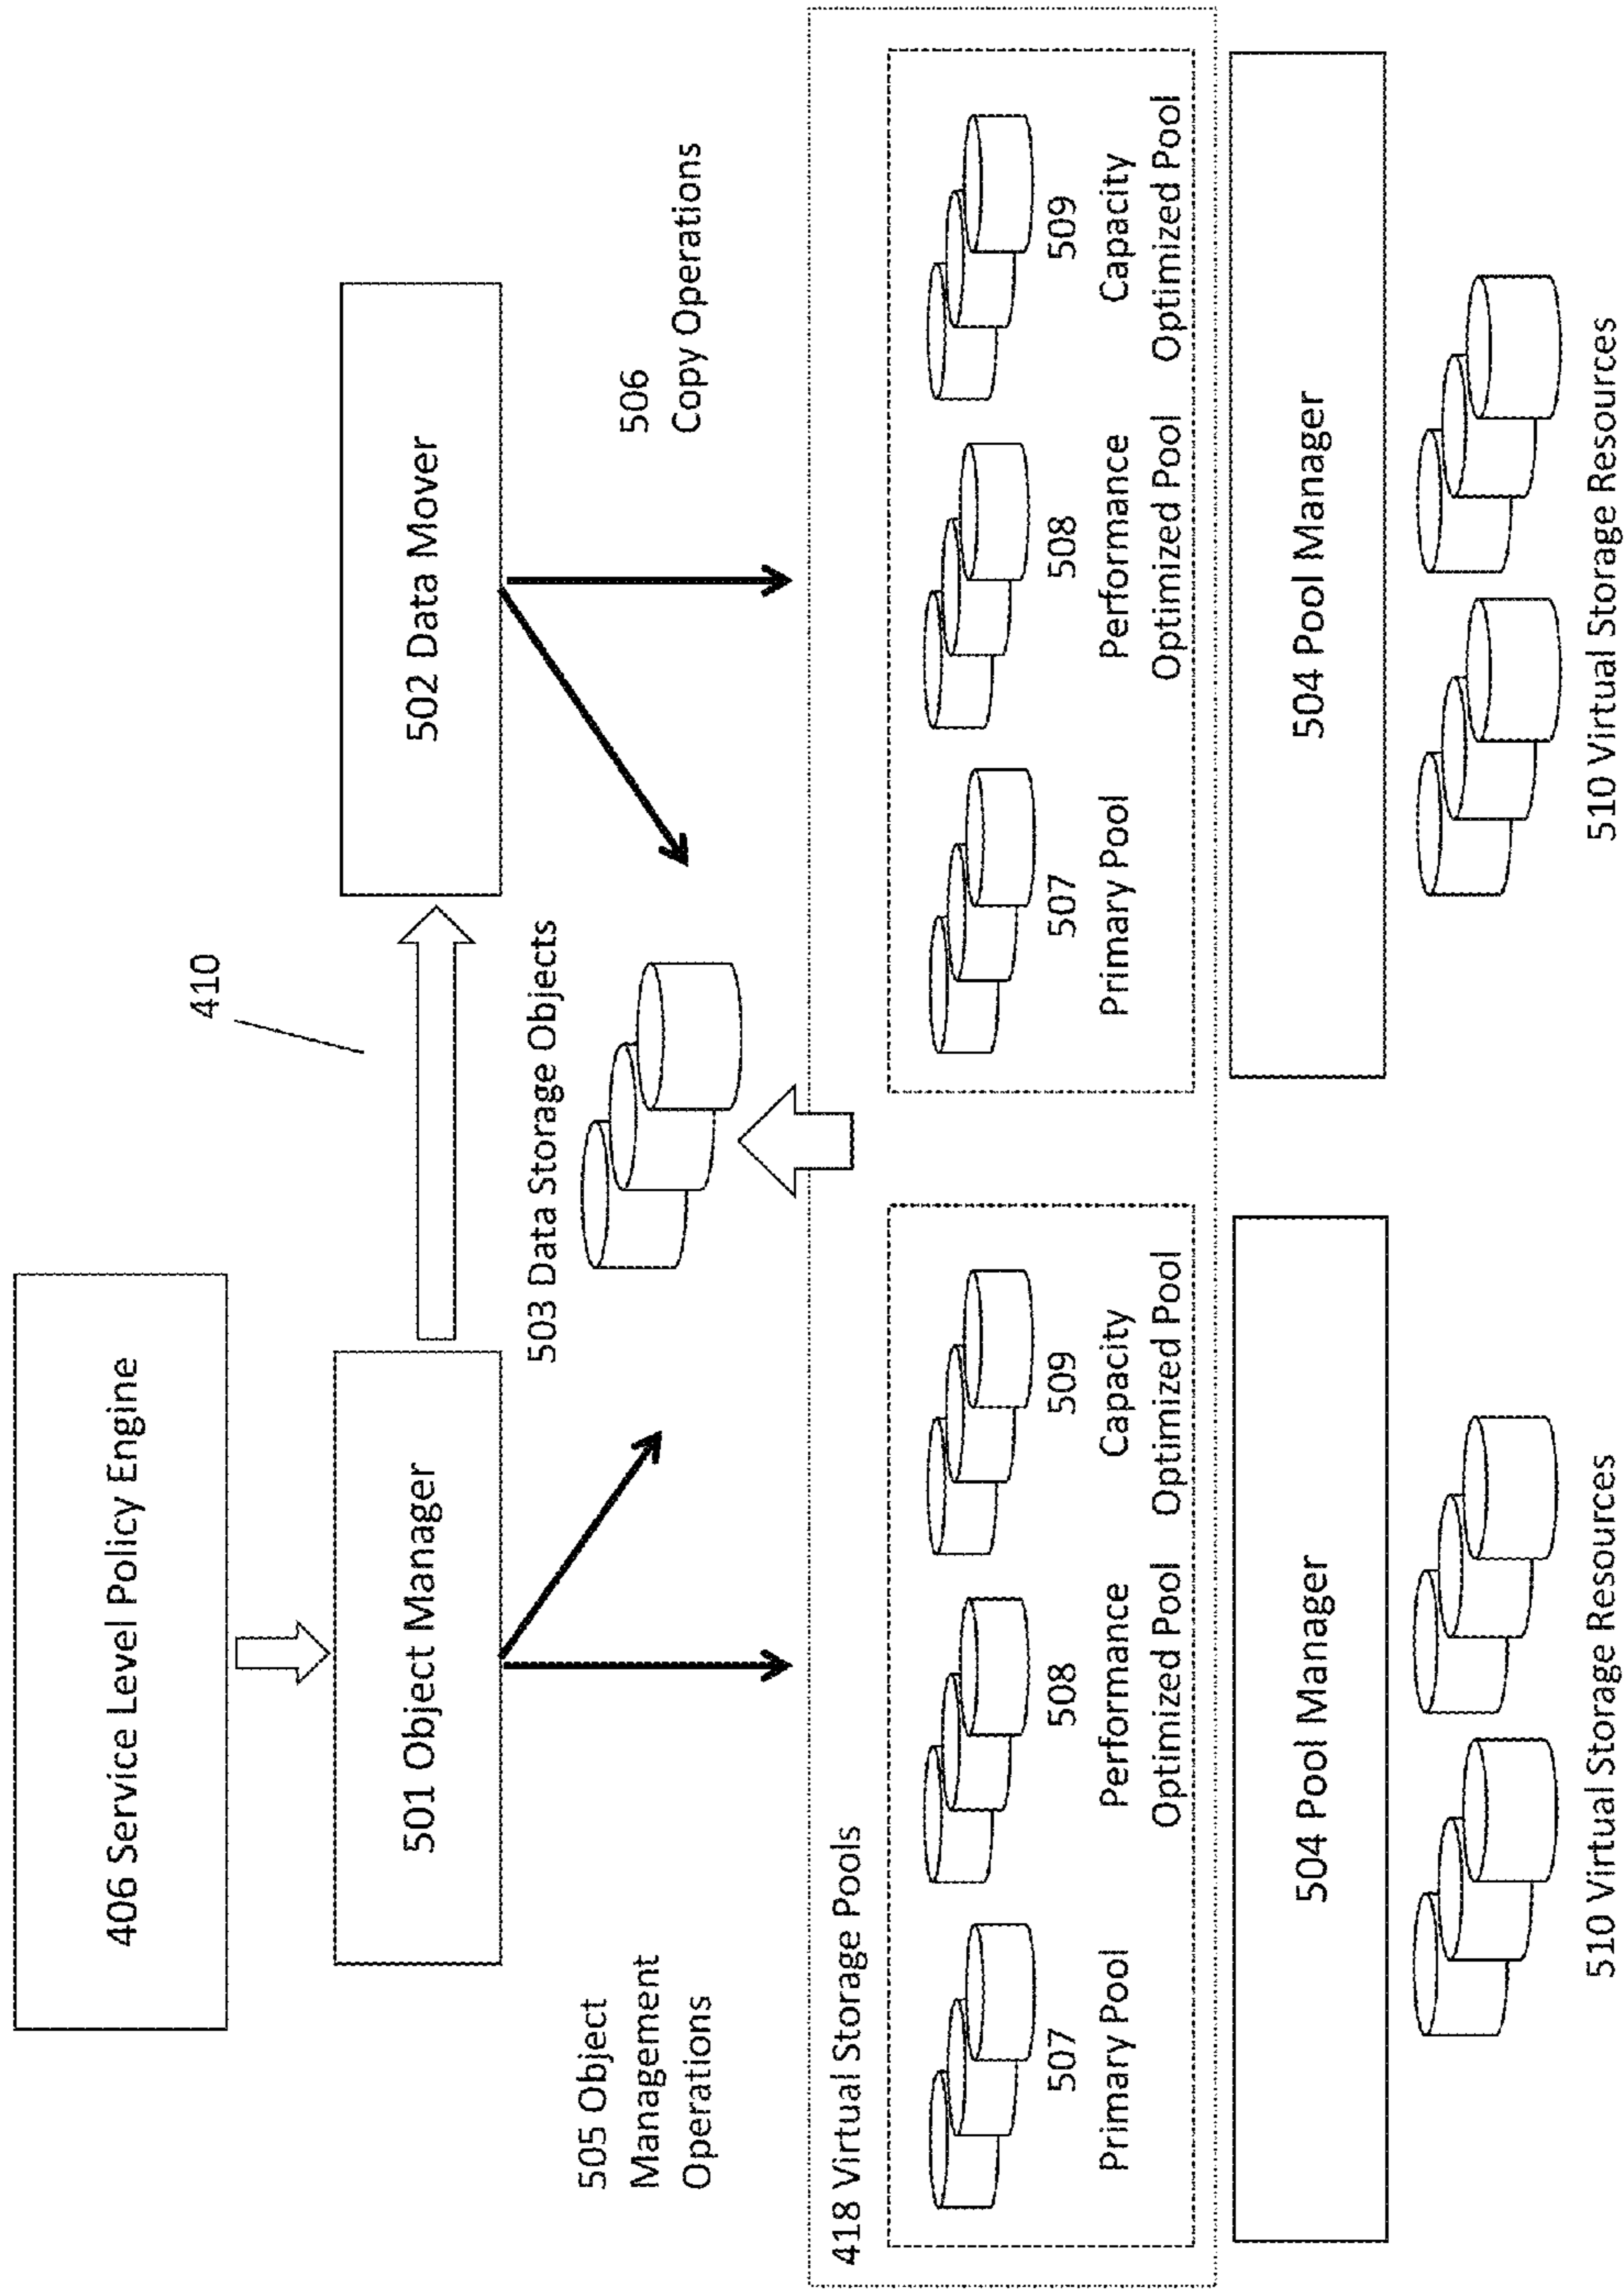 406 Service Level Policy Engine
410
501 Object Manager
502 Data Mover
503 Data Storage Objects
505 Object
Management
Operations
506
Copy Operations
418 Virtual Storage Pools
507
Primary Pool
508
Performance
Optimized Pool
509
Capacity
Optimized Pool
507
Primary Pool
508
Performance
Optimized Pool
509
Capacity
Optimized Pool
504 Pool Manager
504 Pool Manager
510 Virtual Storage Resources
510 Virtual Storage Resources